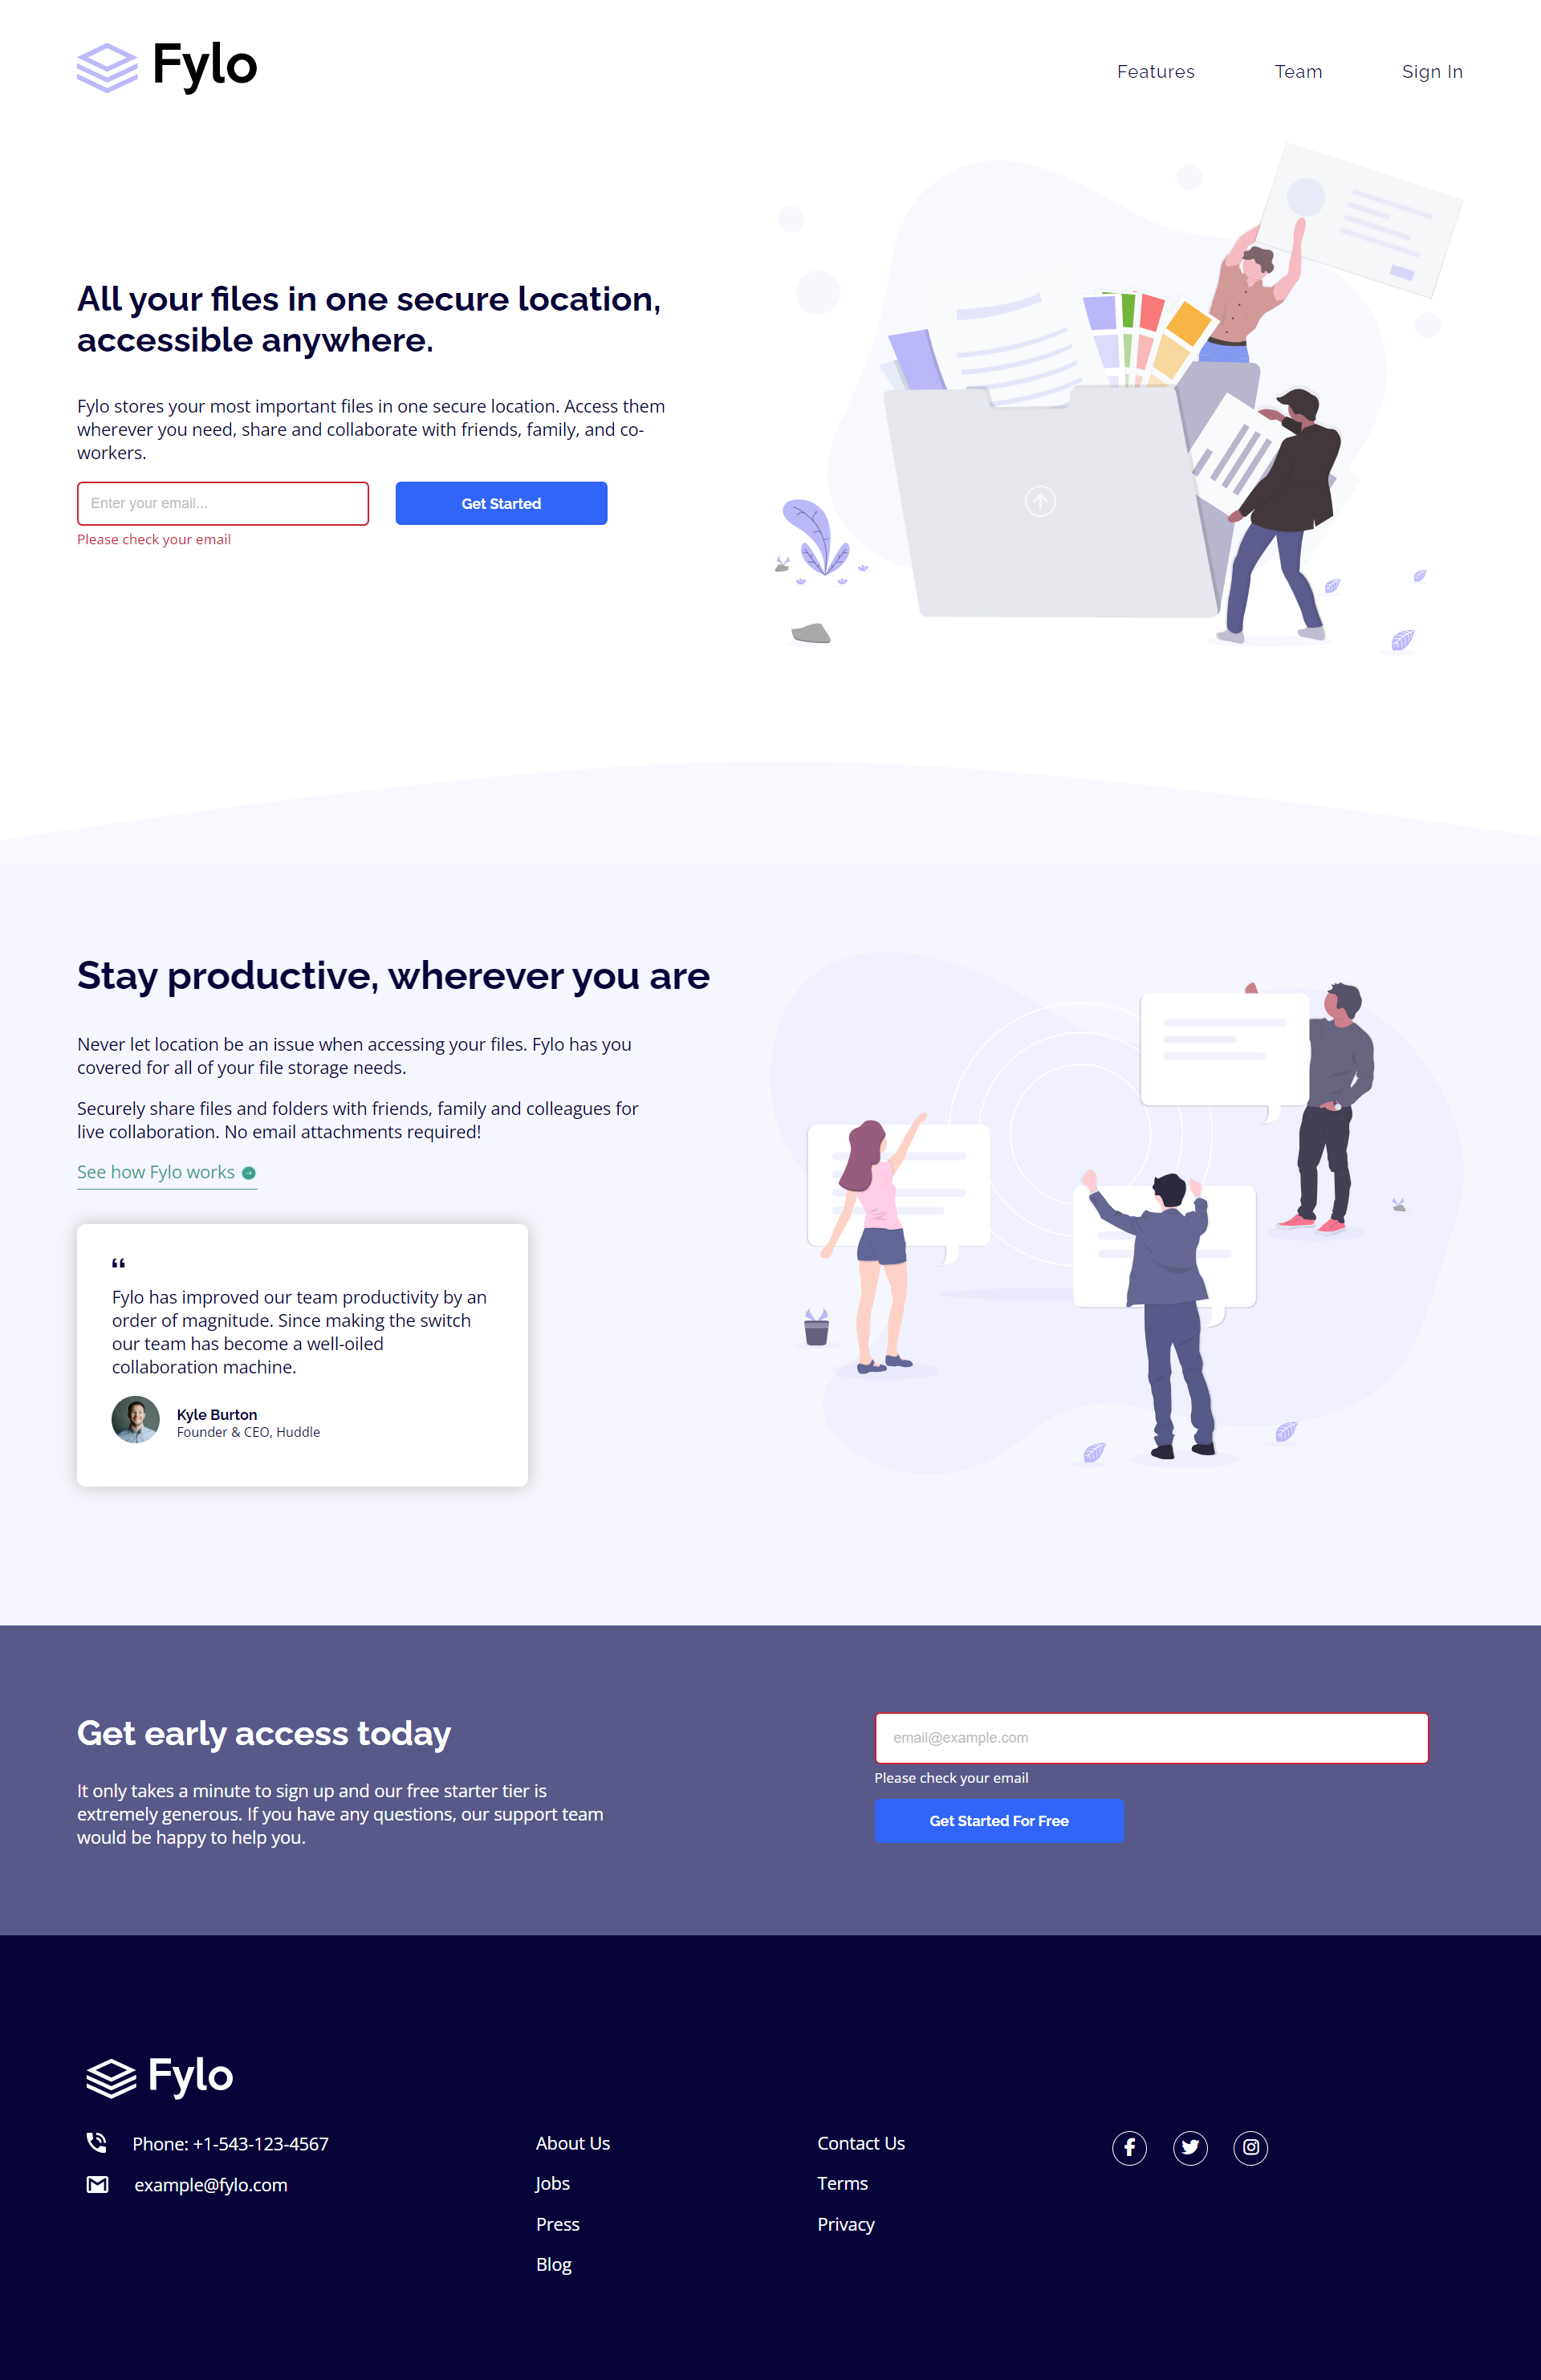 Fylo
Features
Team
Sign In
All your files in one secure location,
accessible anywhere.
Fylo stores your most important files in one secure location. Access them
wherever you need, share and collaborate with friends, family, and co-
workers.
Enter your email...
Get Started
Please check your email
Stay productive, wherever you are
Never let location be an issue when accessing your files. Fylo has you
covered for all of your file storage needs.
Securely share files and folders with friends, family and colleagues for
live collaboration. No email attachments required!
See how Fylo works
“
Fylo has improved our team productivity by an
order of magnitude. Since making the switch
our team has become a well-oiled
collaboration machine.
Kyle Burton
Founder & CEO, Huddle
Get early access today
It only takes a minute to sign up and our free starter tier is
extremely generous. If you have any questions, our support team
would be happy to help you.
email@example.com
Please check your email
Get Started For Free
Fylo
Phone: +1-543-123-4567
example@fylo.com
About Us
Jobs
Press
Blog
Contact Us
Terms
Privacy